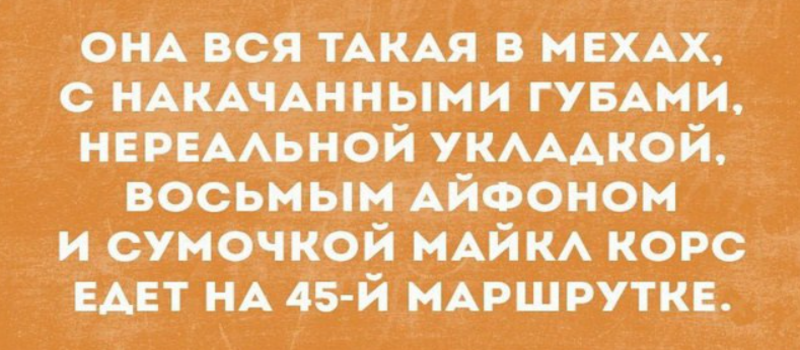 ОНА ВСЯ ТАКАЯ В МЕХАХ,
С НАКАЧАННЫМИ ГУБАМИ,
НЕРЕАЛЬНОЙ УКЛАДКОЙ,
ВОСЬМЫМ АЙФОНОМ
И СУМОЧКОЙ МАЙКЛ КОРС
ЕДЕТ НА 45-Й МАРШРУТКЕ.